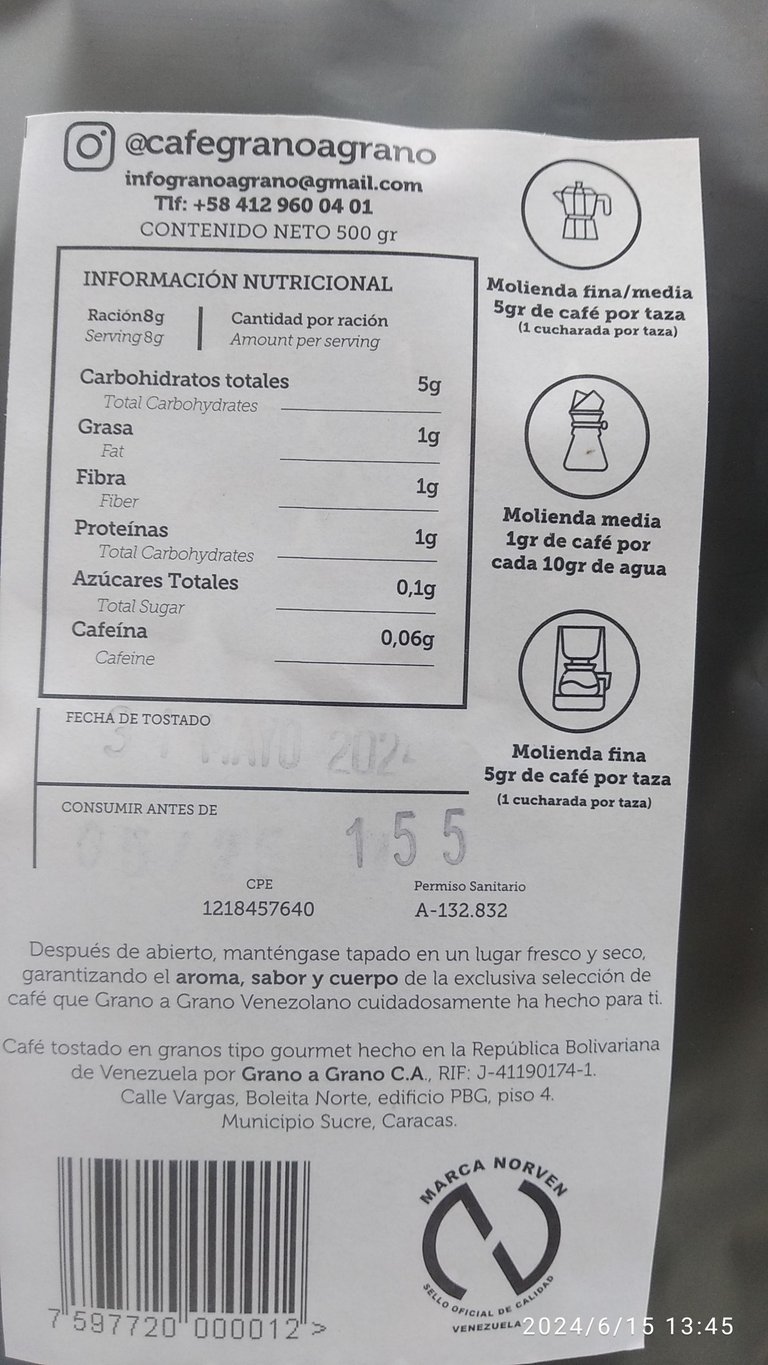 @cafegranoagrano
infogranoagrano@gmail.com
Tlf: +58 412 960 04 01
CONTENIDO NETO 500 gr
INFORMACIÓN NUTRICIONAL
Ración8g
Serving 8g
Cantidad por ración
Amount per serving
Carbohidratos totales 5g
Total Carbohydrates
Grasa 1g
Fat
Fibra 1g
Fiber
Proteínas 1g
Total Carbohydrates
Azúcares Totales 0,1g
Total Sugar
Cafeína 0,06g
Cafeine
FECHA DE TOSTADO
31 MAYO 202
CONSUMIR ANTES DE
155
CPE
1218457640
Permiso Sanitario
A-132.832
Molienda fina/media
5gr de café por taza
(1 cucharada por taza)
Molienda media
1gr de café por
cada 10gr de agua
Molienda fina
5gr de café por taza
(1 cucharada por taza)
Después de abierto, manténgase tapado en un lugar fresco y seco,
garantizando el aroma, sabor y cuerpo de la exclusiva selección de
café que Grano a Grano Venezolano cuidadosamente ha hecho para ti.
Café tostado en granos tipo gourmet hecho en la República Bolivariana
de Venezuela por Grano a Grano C.A., RIF: J-41190174-1.
Calle Vargas, Boleita Norte, edificio PBG, piso 4.
Municipio Sucre, Caracas.
7 597720 000012 >
MARCA NORVEN
SELLO OFICIAL DE CALIDAD
VENEZUELA
2024/6/15 13:45